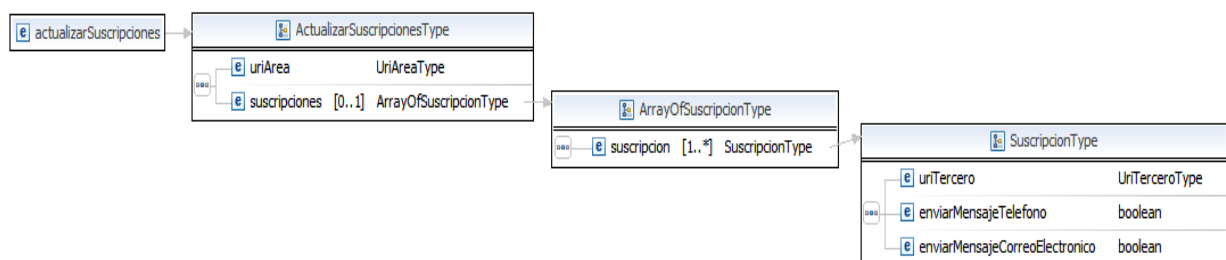 e actualizarSuscripciones
ActualizarSuscripcionesType
e uriArea UriAreaType
e suscripciones [0..1] ArrayOfSuscripcionType
ArrayOfSuscripcionType
e suscripcion [1..*] SuscripcionType
SuscripcionType
e uriTercero UriTerceroType
e enviarMensajeTelefono boolean
e enviarMensajeCorreoElectronico boolean